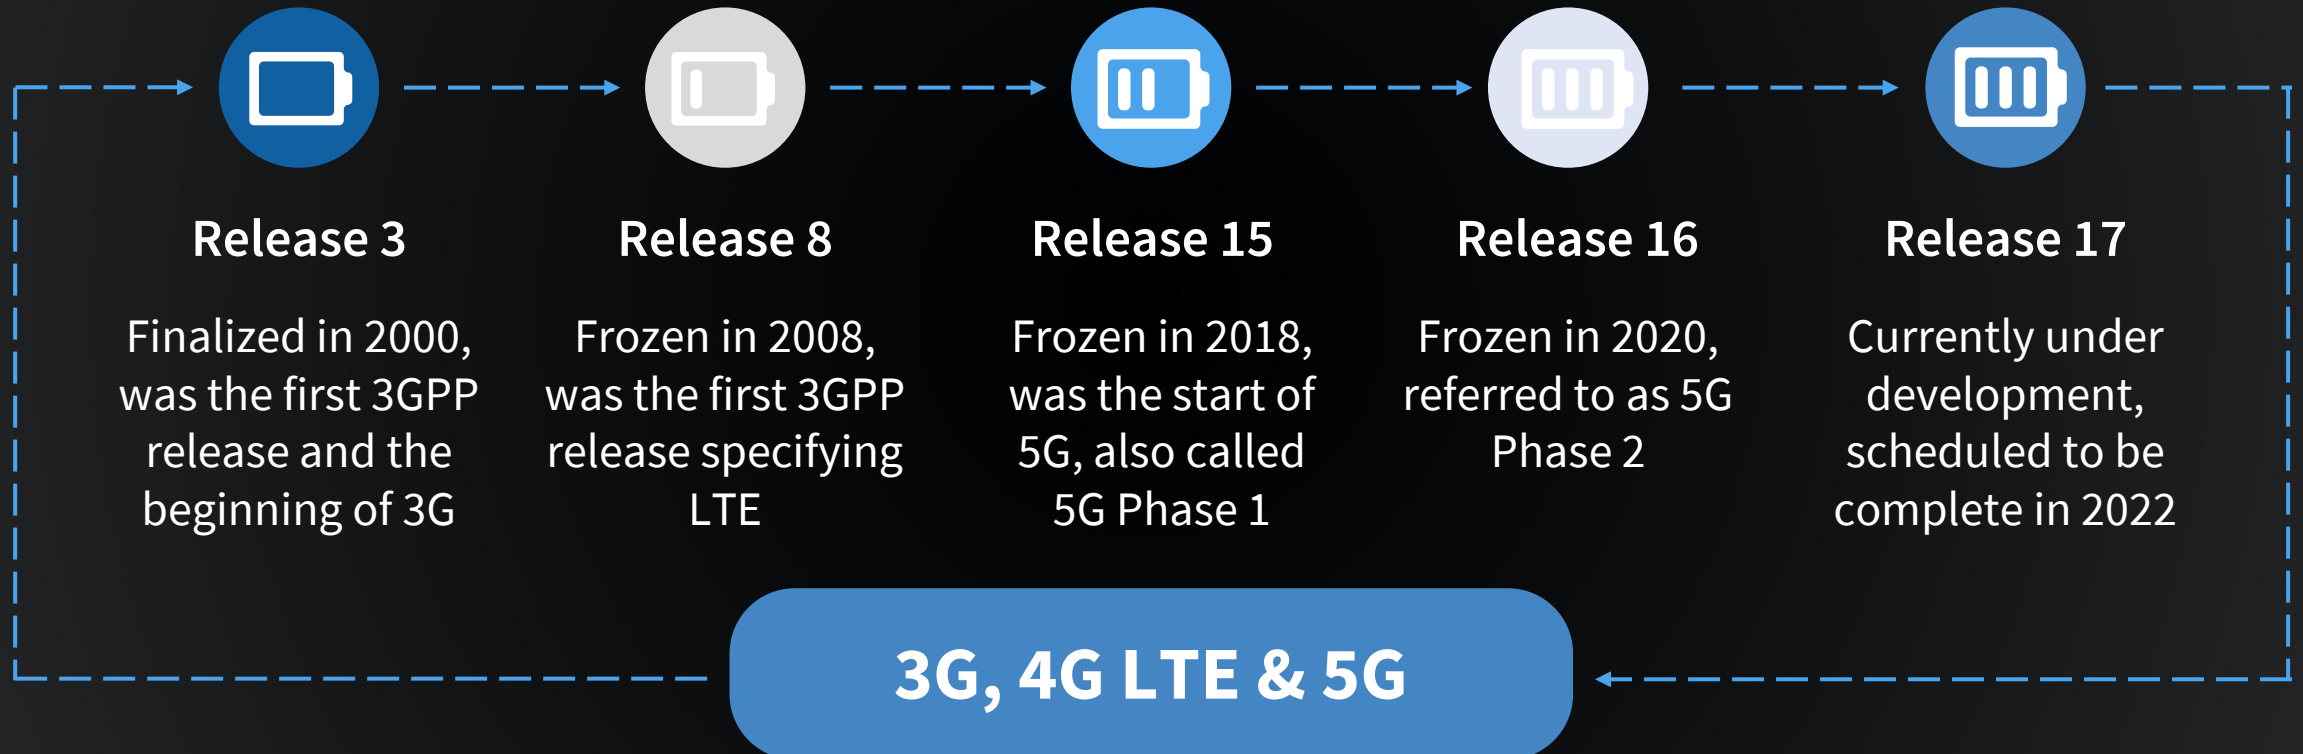 Release 3
Finalized in 2000,
was the first 3GPP
release and the
beginning of 3G
Release 8
Frozen in 2008,
was the first 3GPP
release specifying
LTE
Release 15
Frozen in 2018,
was the start of
5G, also called
5G Phase 1
Release 16
Frozen in 2020,
referred to as 5G
Phase 2
Release 17
Currently under
development,
scheduled to be
complete in 2022
3G, 4G LTE & 5G